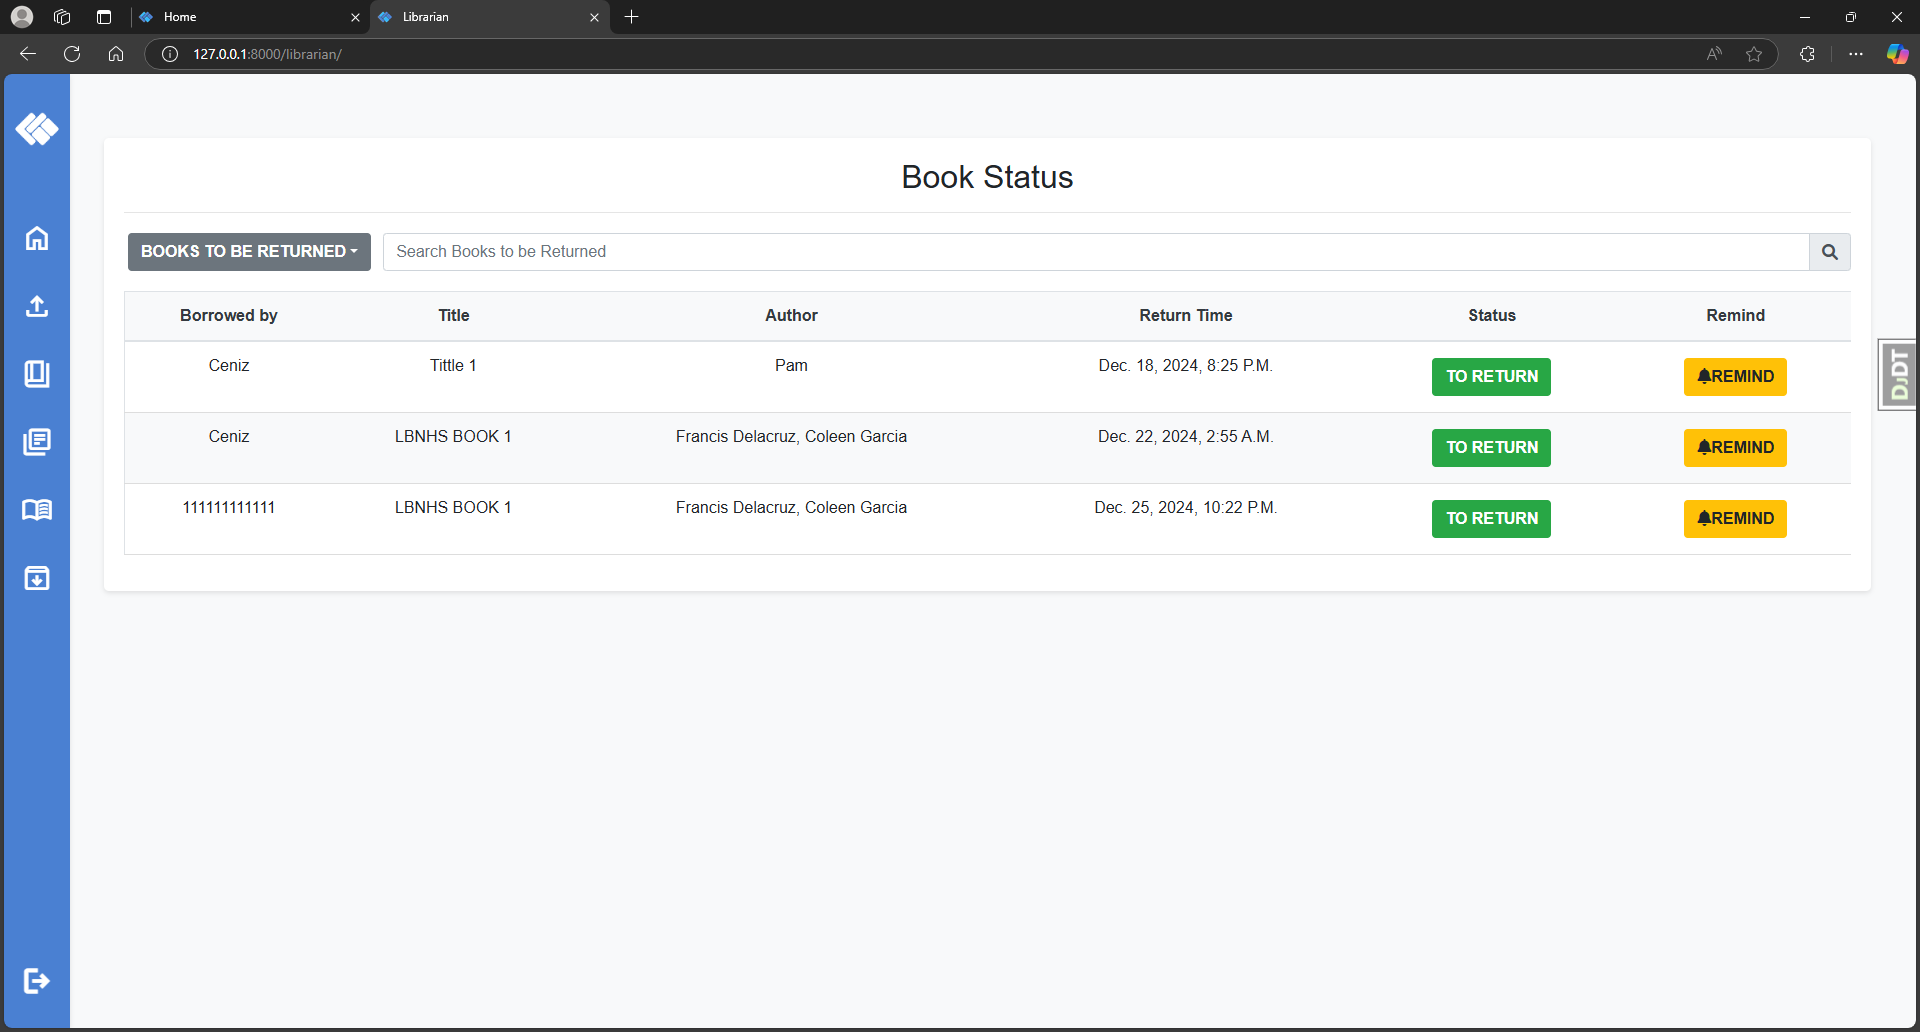 Home
Librarian
127.0.0.1:8000/librarian/
Book Status
BOOKS TO BE RETURNED
Search Books to be Returned
Borrowed by Title Author Return Time Status Remind
Ceniz Tittle 1 Pam Dec. 18, 2024, 8:25 P.M. TO RETURN REMIND
Ceniz LBNHS BOOK 1 Francis Delacruz, Coleen Garcia Dec. 22, 2024, 2:55 A.M. TO RETURN REMIND
111111111111 LBNHS BOOK 1 Francis Delacruz, Coleen Garcia Dec. 25, 2024, 10:22 P.M. TO RETURN REMIND
DjDT